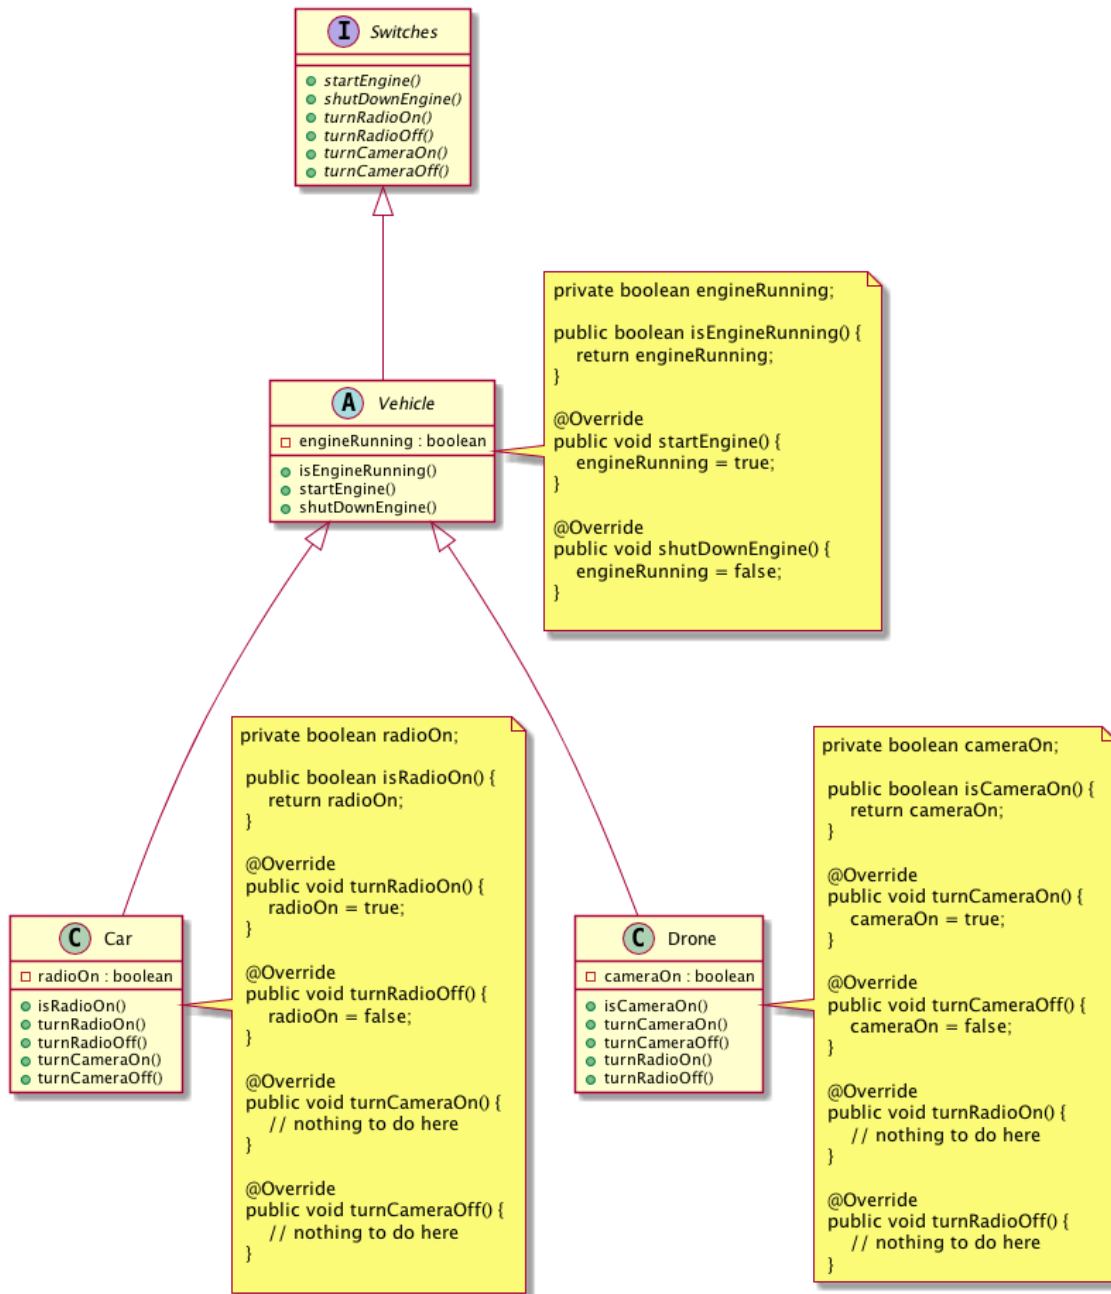 I Switches
startEngine()
shutDownEngine()
turnRadioOn()
turnRadioOff()
turnCameraOn()
turnCameraOff()
A Vehicle
engineRunning : boolean
isEngineRunning()
startEngine()
shutDownEngine()
private boolean engineRunning;
public boolean isEngineRunning() {
return engineRunning;
}
@Override
public void startEngine() {
engineRunning = true;
}
@Override
public void shutDownEngine() {
engineRunning = false;
}
C Car
radioOn : boolean
isRadioOn()
turnRadioOn()
turnRadioOff()
turnCameraOn()
turnCameraOff()
private boolean radioOn;
public boolean isRadioOn() {
return radioOn;
}
@Override
public void turnRadioOn() {
radioOn = true;
}
@Override
public void turnRadioOff() {
radioOn = false;
}
@Override
public void turnCameraOn() {
// nothing to do here
}
@Override
public void turnCameraOff() {
// nothing to do here
}
C Drone
cameraOn : boolean
isCameraOn()
turnCameraOn()
turnCameraOff()
turnRadioOn()
turnRadioOff()
private boolean cameraOn;
public boolean isCameraOn() {
return cameraOn;
}
@Override
public void turnCameraOn() {
cameraOn = true;
}
@Override
public void turnCameraOff() {
cameraOn = false;
}
@Override
public void turnRadioOn() {
// nothing to do here
}
@Override
public void turnRadioOff() {
// nothing to do here
}